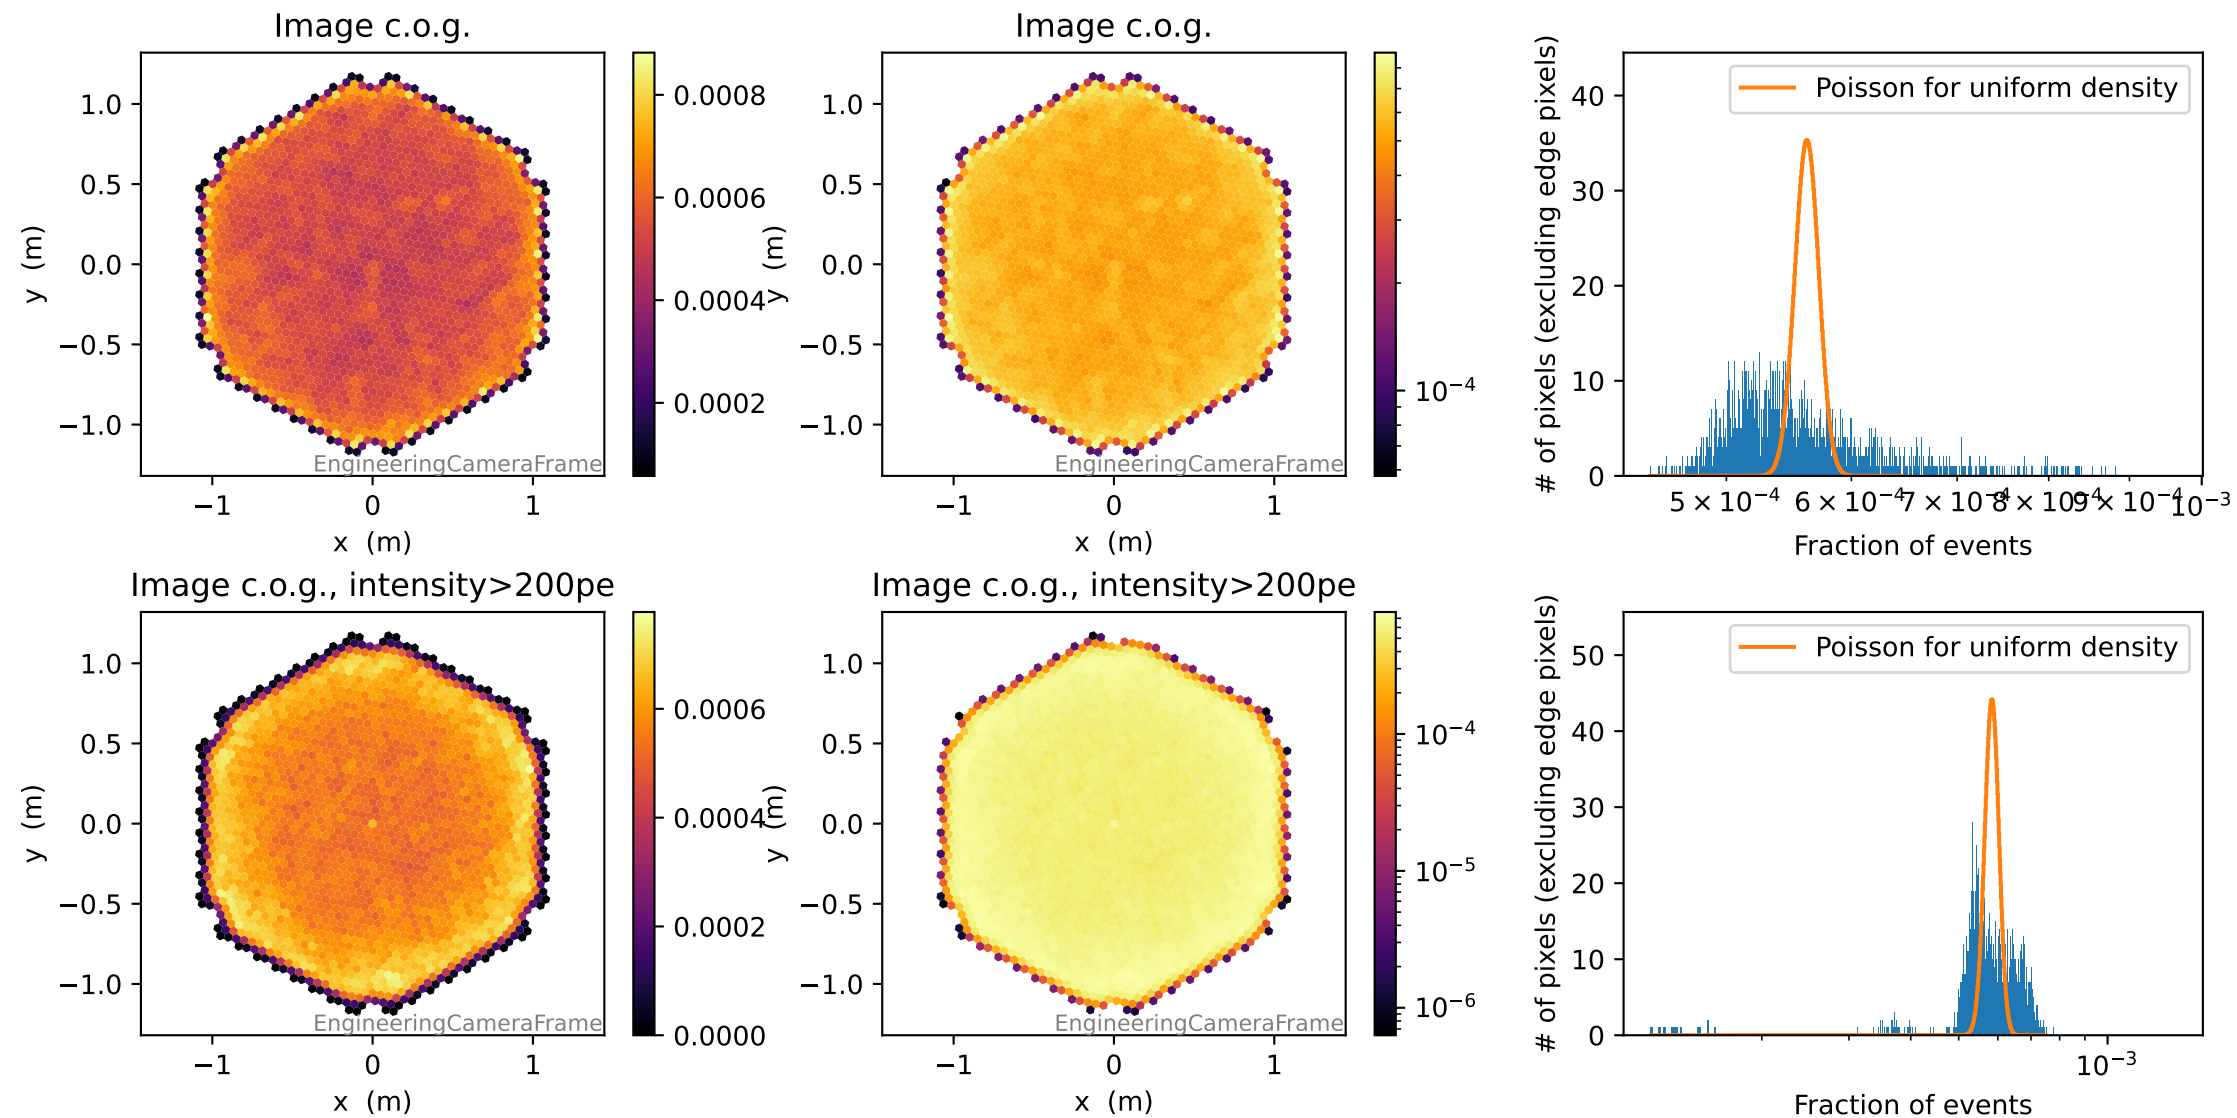 Image c.o.g.
1.0
0.5
0.0
−0.5
−1.0
y (m)
−1
0
1
x (m)
EngineeringCameraFrame
0.0008
0.0006
0.0004
0.0002
Image c.o.g.
1.0
0.5
0.0
−0.5
−1.0
y (m)
−1
0
1
x (m)
EngineeringCameraFrame
10⁻⁴
# of pixels (excluding edge pixels)
40
30
20
10
0
Poisson for uniform density
5 × 10⁻⁴
6 × 10⁻⁴
7 × 10⁻⁴
8 × 10⁻⁴
9 × 10⁻⁴
10⁻³
Fraction of events
Image c.o.g., intensity>200pe
1.0
0.5
0.0
−0.5
−1.0
y (m)
−1
0
1
x (m)
EngineeringCameraFrame
0.0006
0.0004
0.0002
0.0000
Image c.o.g., intensity>200pe
1.0
0.5
0.0
−0.5
−1.0
y (m)
−1
0
1
x (m)
EngineeringCameraFrame
10⁻⁴
10⁻⁵
10⁻⁶
# of pixels (excluding edge pixels)
50
40
30
20
10
0
Poisson for uniform density
10⁻³
Fraction of events